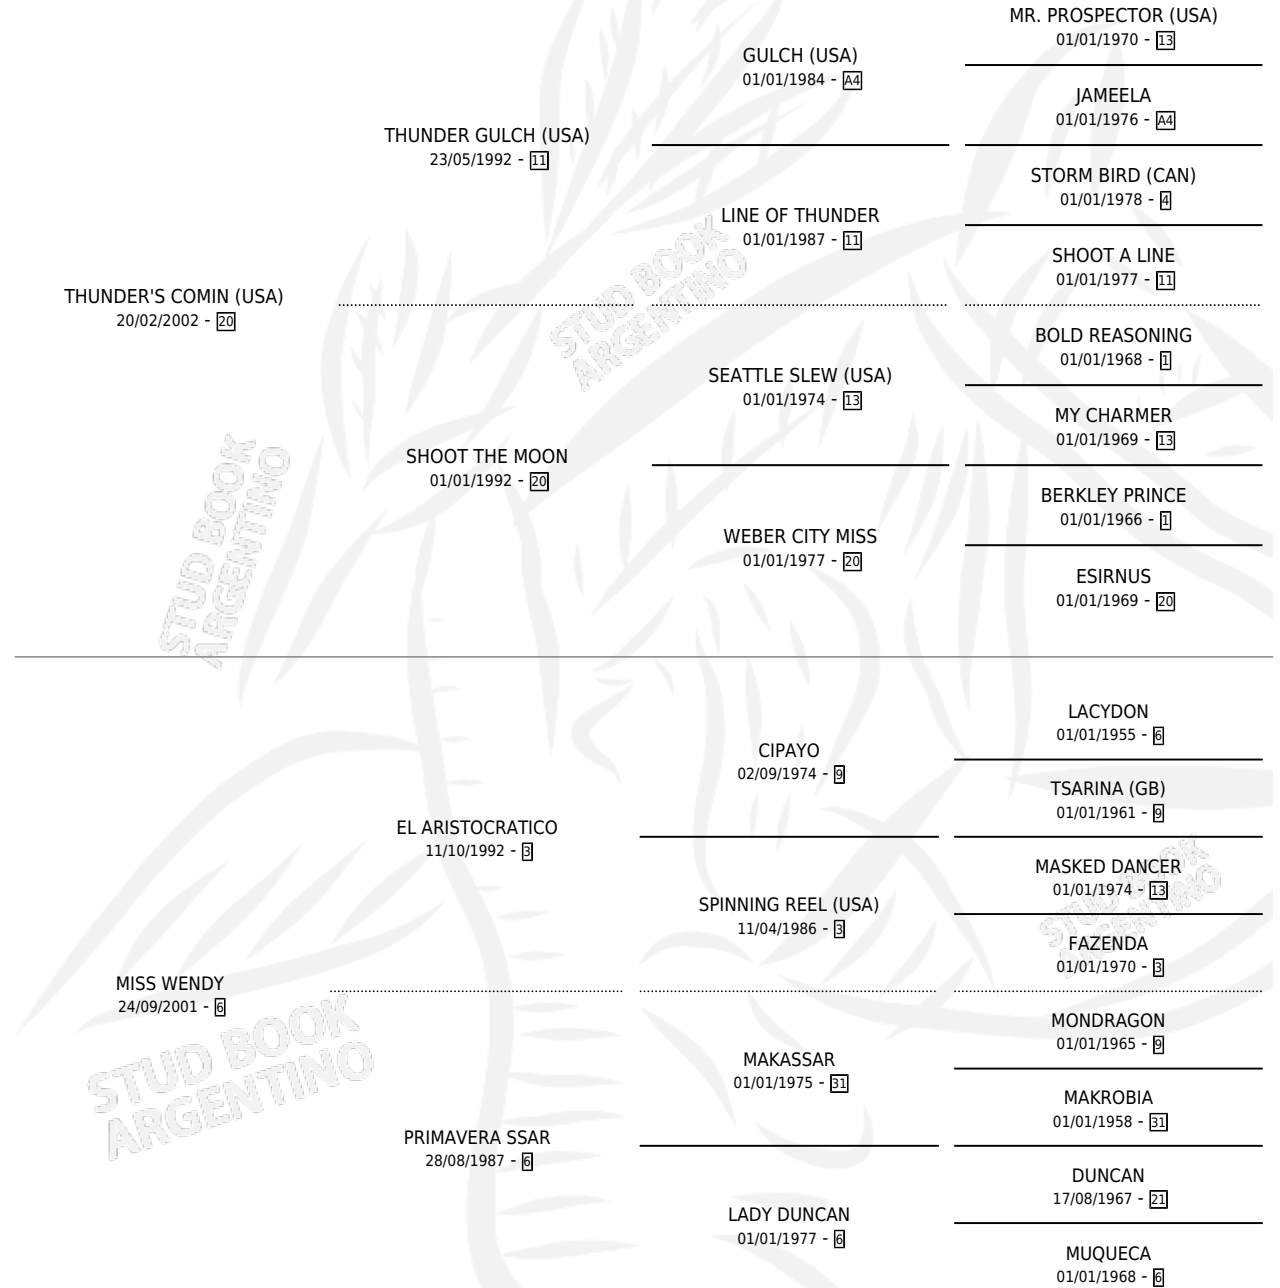 MR. PROSPECTOR (USA)
01/01/1970 - 13
GULCH (USA)
01/01/1984 - A4
JAMEELA
01/01/1976 - A4
THUNDER GULCH (USA)
23/05/1992 - 11
STORM BIRD (CAN)
01/01/1978 - 4
LINE OF THUNDER
01/01/1987 - 11
SHOOT A LINE
01/01/1977 - 11
THUNDER'S COMIN (USA)
20/02/2002 - 20
STUD BOOK
ARGENTINO
BOLD REASONING
01/01/1968 - 1
SEATTLE SLEW (USA)
01/01/1974 - 13
MY CHARMER
01/01/1969 - 13
SHOOT THE MOON
01/01/1992 - 20
BERKLEY PRINCE
01/01/1966 - 1
WEBER CITY MISS
01/01/1977 - 20
ESIRNUS
01/01/1969 - 20
STUD BOOK
ARGENTINO
LACYDON
01/01/1955 - 6
CIPAYO
02/09/1974 - 9
TSARINA (GB)
01/01/1961 - 9
EL ARISTOCRATICO
11/10/1992 - 3
MASKED DANCER
01/01/1974 - 13
SPINNING REEL (USA)
11/04/1986 - 3
STUD BOOK
ARGENTINO
FAZENDA
01/01/1970 - 3
MISS WENDY
24/09/2001 - 6
STUD BOOK
ARGENTINO
MONDRAGON
01/01/1965 - 9
MAKASSAR
01/01/1975 - 31
MAKROBIA
01/01/1958 - 31
PRIMAVERA SSAR
28/08/1987 - 6
DUNCAN
17/08/1967 - 21
LADY DUNCAN
01/01/1977 - 6
MUQUECA
01/01/1968 - 6